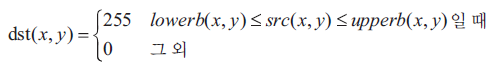 dst(x, y) = { 255 lowerb(x, y) ≤ src(x, y) ≤ upperb(x, y) 일 때
0 그 외